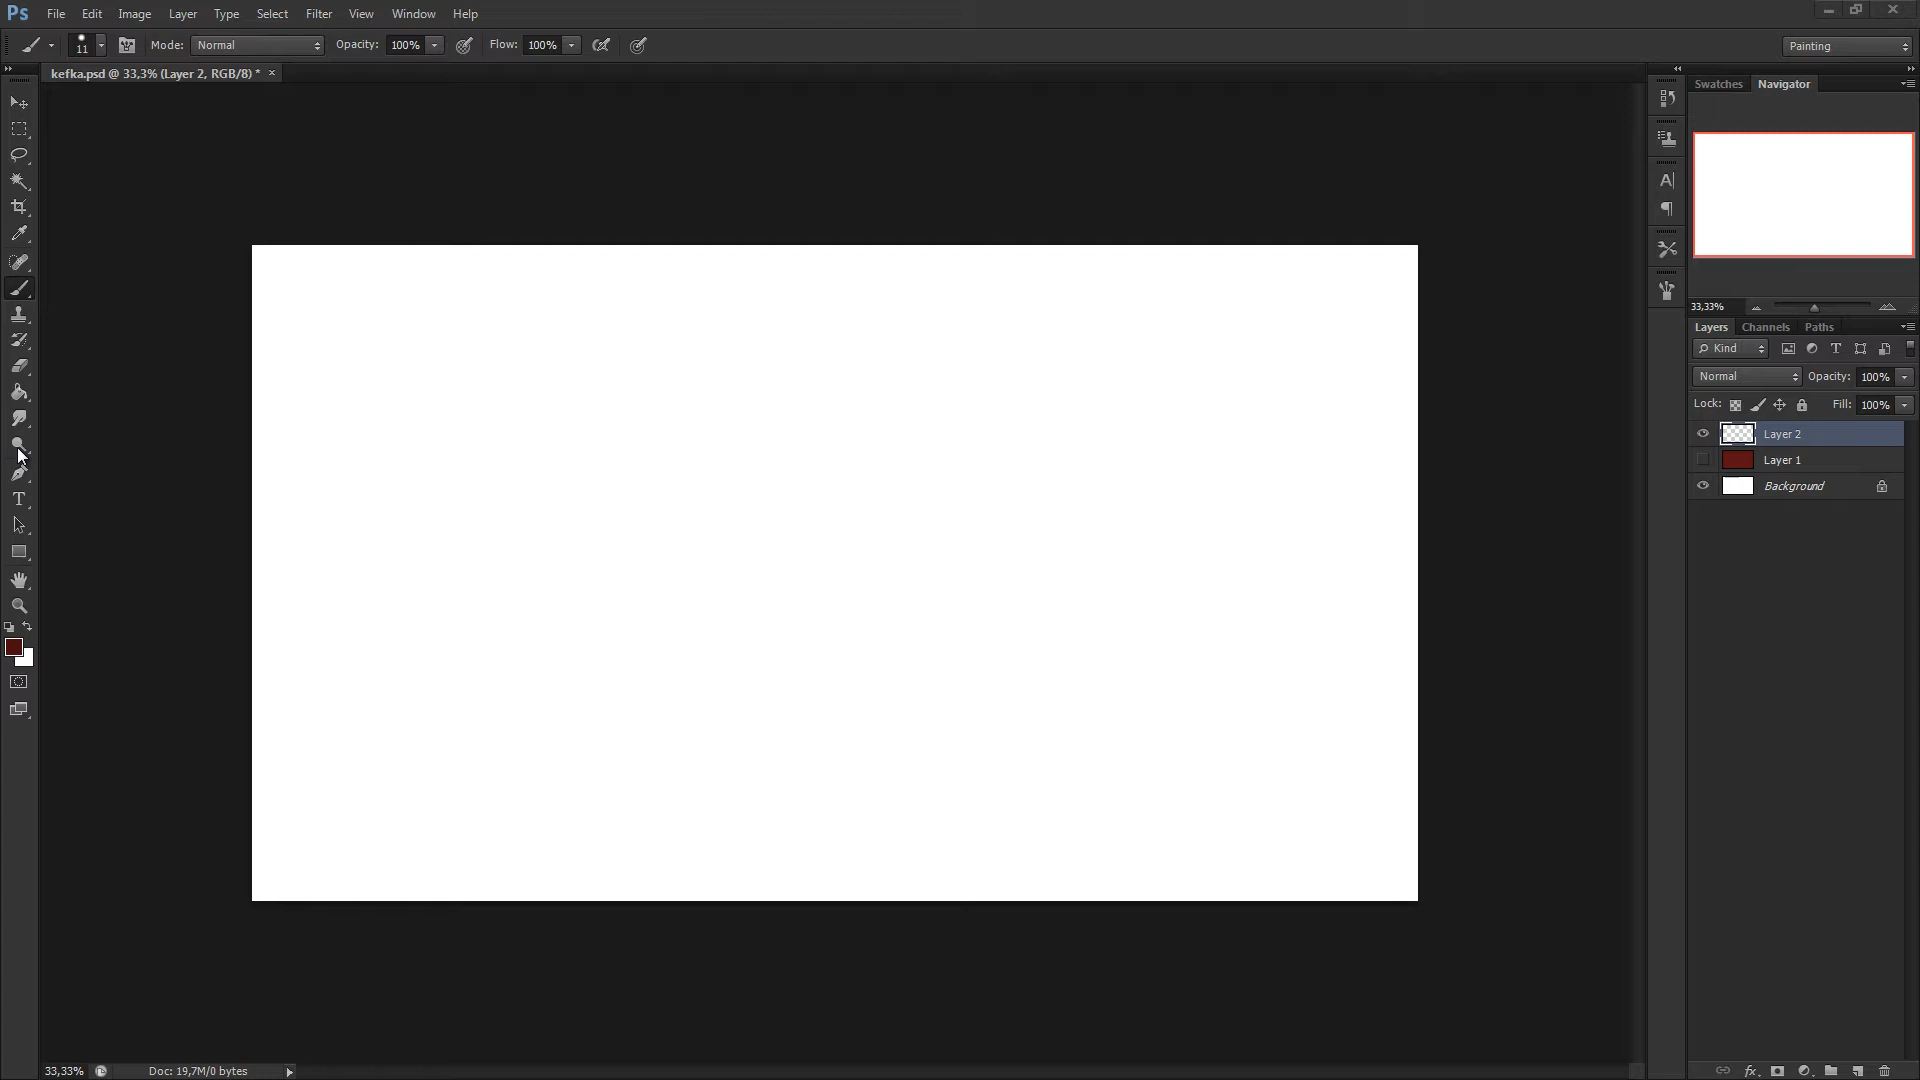 Ps File Edit Image Layer Type Select Filter View Window Help
11 Mode: Normal Opacity: 100% Flow: 100% Painting
kefka.psd @ 33,3% (Layer 2, RGB/8) * ×
Swatches Navigator
33,33%
Layers Channels Paths
Kind
Normal Opacity: 100%
Lock: Fill: 100%
Layer 2
Layer 1
Background
33,33% Doc: 19,7M/0 bytes